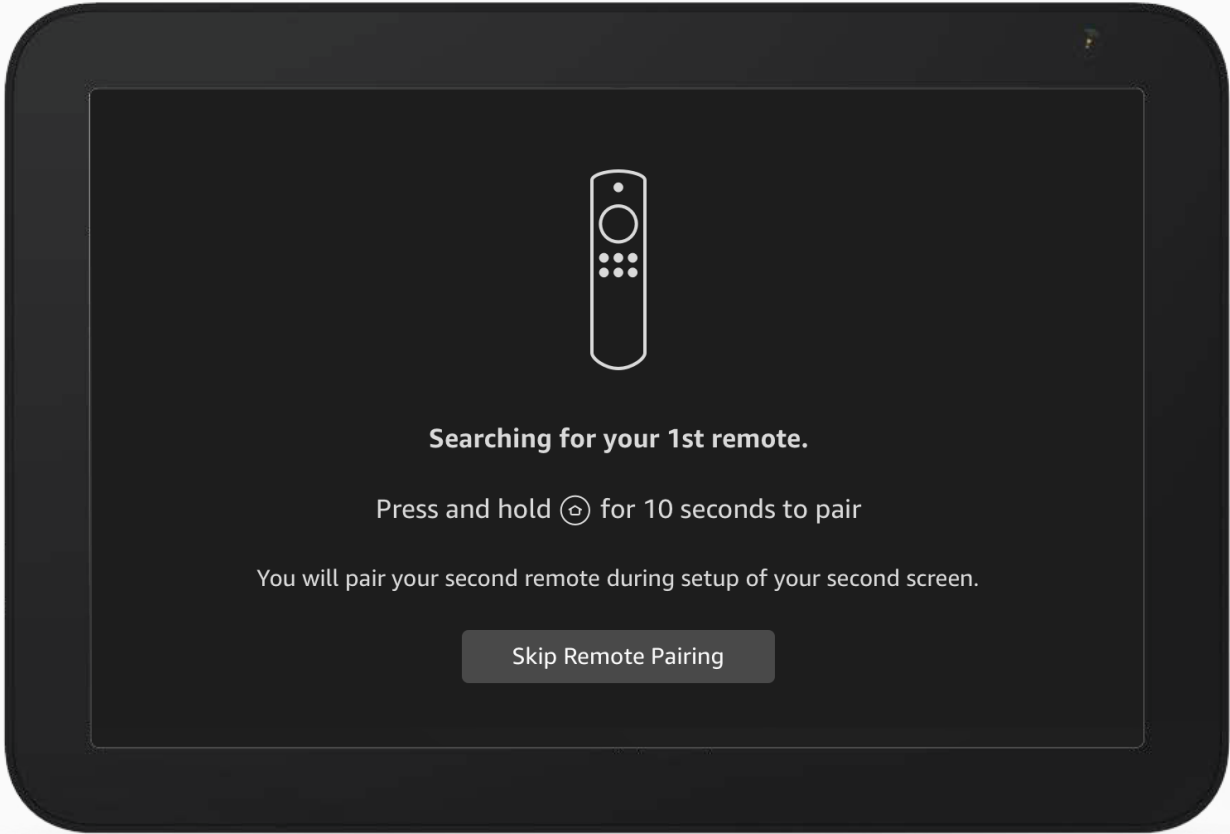 Searching for your 1st remote.
Press and hold for 10 seconds to pair
You will pair your second remote during setup of your second screen.
Skip Remote Pairing